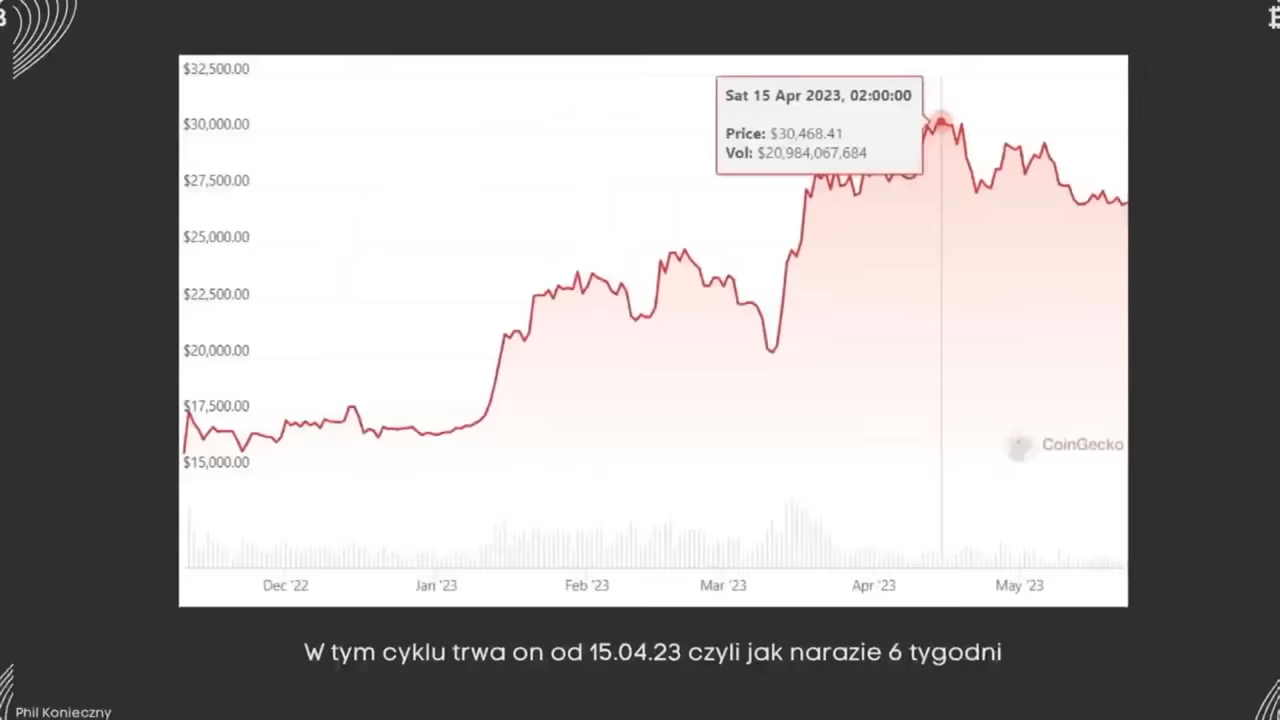 $32,500.00
$30,000.00
$27,500.00
$25,000.00
$22,500.00
$20,000.00
$17,500.00
$15,000.00
Sat 15 Apr 2023, 02:00:00
Price: $30,468.41
Vol: $20,984,067,684
CoinGecko
Dec '22 Jan '23 Feb '23 Mar '23 Apr '23 May '23
W tym cyklu trwa on od 15.04.23 czyli jak narazie 6 tygodni
Phil Konieczny